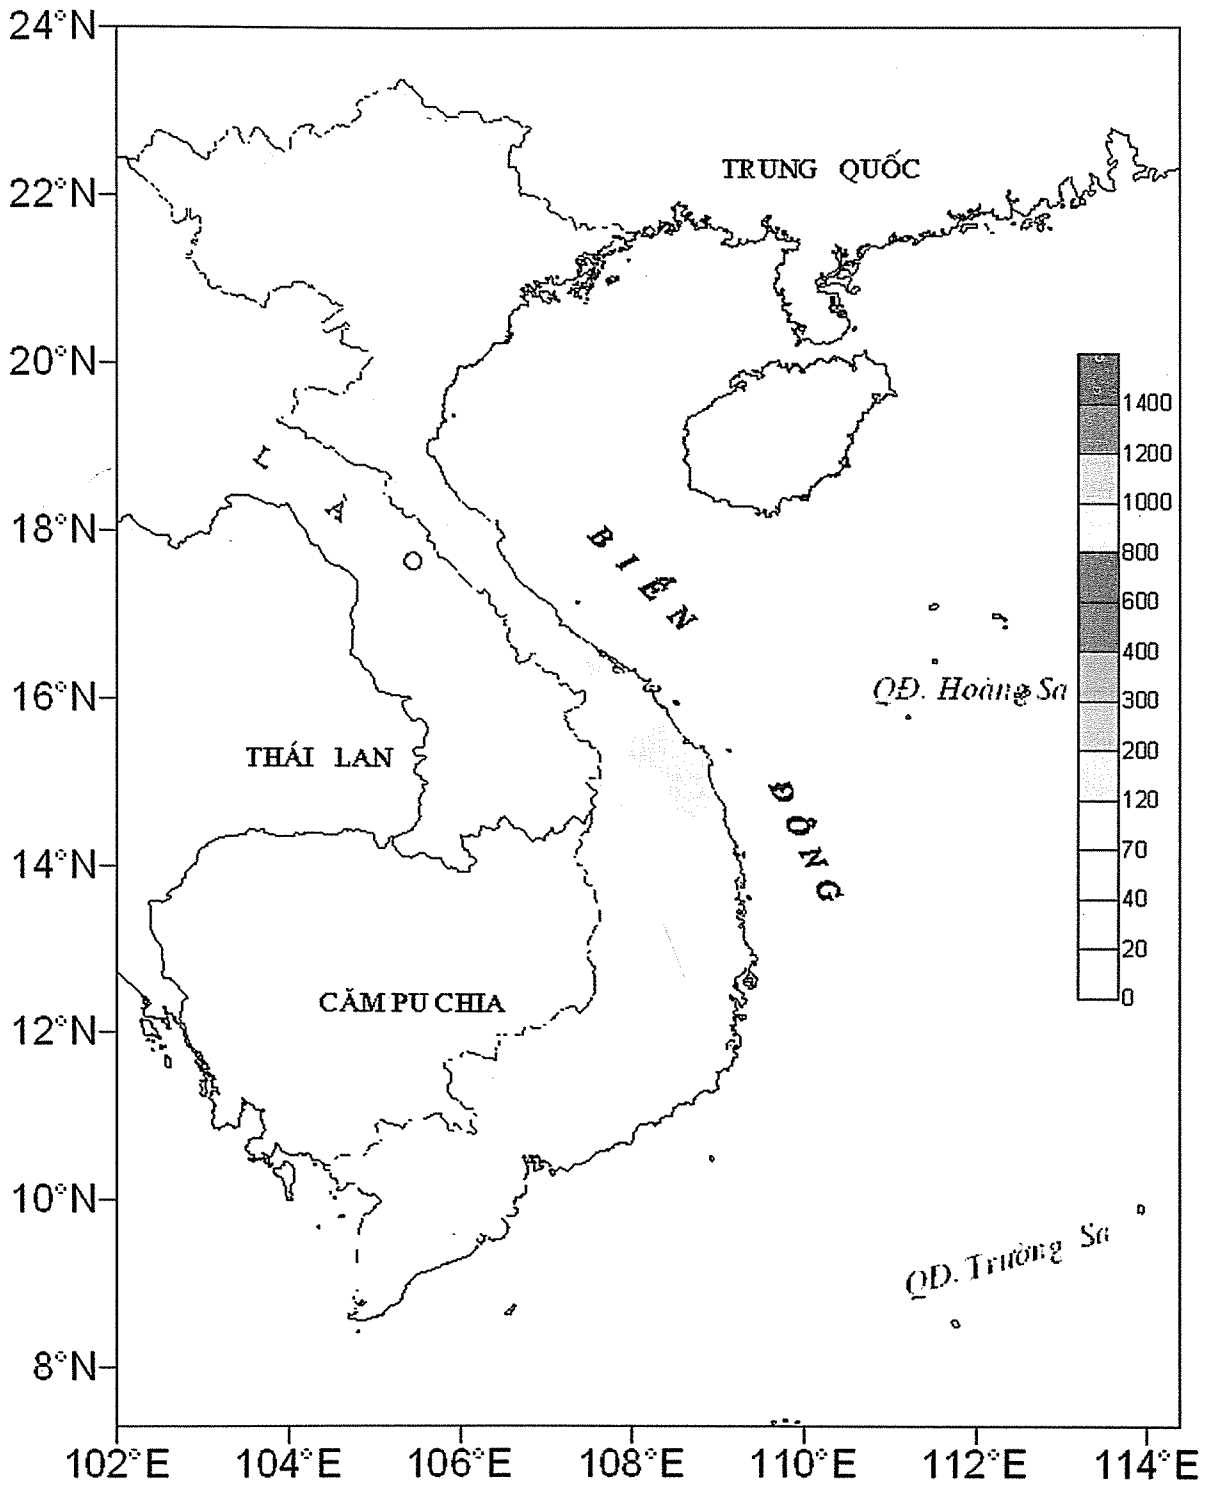 24°N
TRUNG QUỐC
22°N
20°N
1400
1200
L
A
O
1000
18°N
BIỂN
800
600
400
16°N
QĐ. Hoàng Sa
300
THÁI LAN
200
ĐÔNG
120
70
14°N
40
20
CĂM PU CHIA
0
12°N
10°N
QĐ. Trường Sa
8°N
102°E 104°E 106°E 108°E 110°E 112°E 114°E